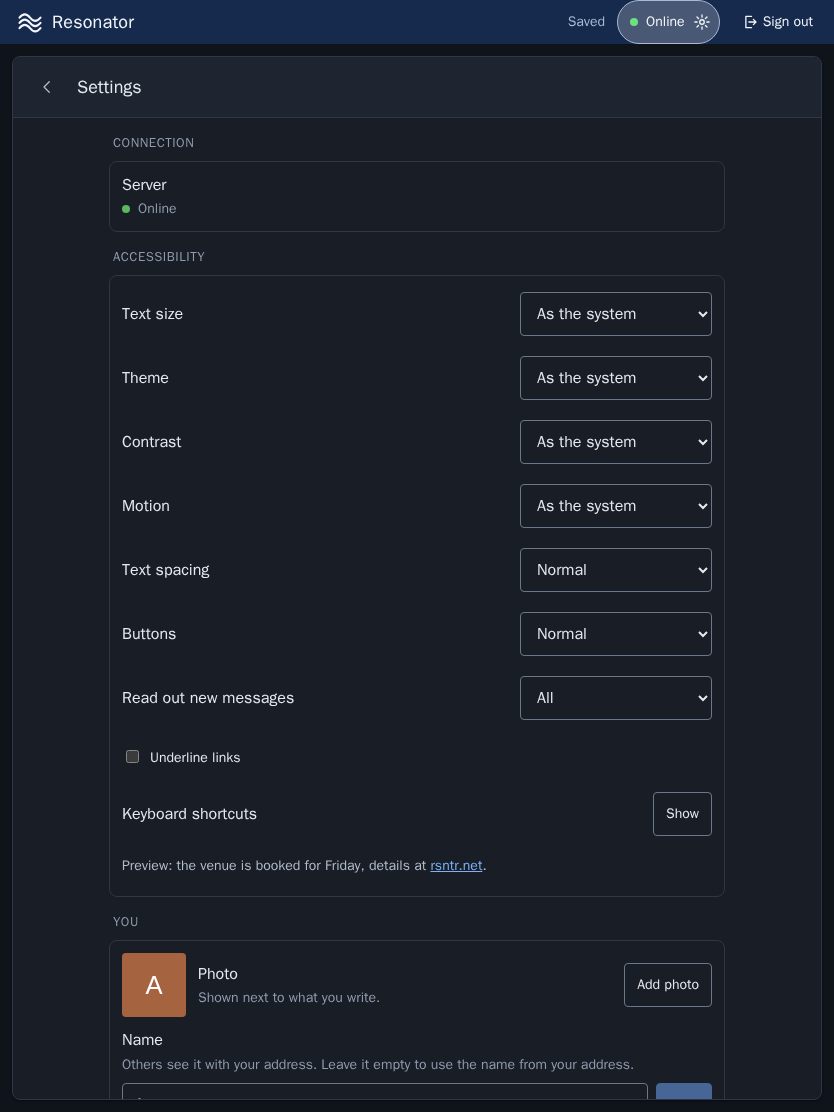 Resonator
Saved
Online
Sign out
Settings
CONNECTION
Server
Online
ACCESSIBILITY
Text size As the system
Theme As the system
Contrast As the system
Motion As the system
Text spacing Normal
Buttons Normal
Read out new messages All
Underline links
Keyboard shortcuts Show
Preview: the venue is booked for Friday, details at rsntr.net.
YOU
A
Photo
Shown next to what you write.
Add photo
Name
Others see it with your address. Leave it empty to use the name from your address.